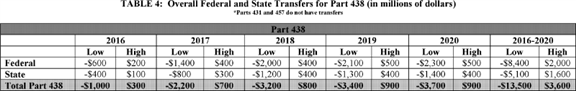 TABLE 4: Overall Federal and State Transfers for Part 438 (in millions of dollars)
*Parts 431 and 457 do not have transfers
Part 438
2016 2017 2018 2019 2020 2016-2020
Low High Low High Low High Low High Low High Low High
Federal -$600 $200 -$1,400 $400 -$2,000 $400 -$2,100 $500 -$2,300 $500 -$8,400 $2,000
State -$400 $100 -$800 $300 -$1,200 $400 -$1,300 $400 -$1,400 $400 -$5,100 $1,600
Total Part 438 -$1,000 $300 -$2,200 $700 -$3,200 $800 -$3,400 $900 -$3,700 $900 -$13,500 $3,600